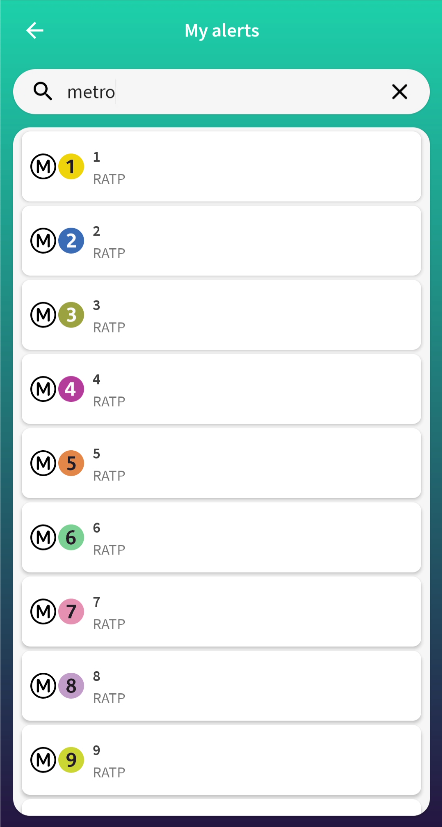 My alerts
metro
M 1 1
RATP
M 2 2
RATP
M 3 3
RATP
M 4 4
RATP
M 5 5
RATP
M 6 6
RATP
M 7 7
RATP
M 8 8
RATP
M 9 9
RATP